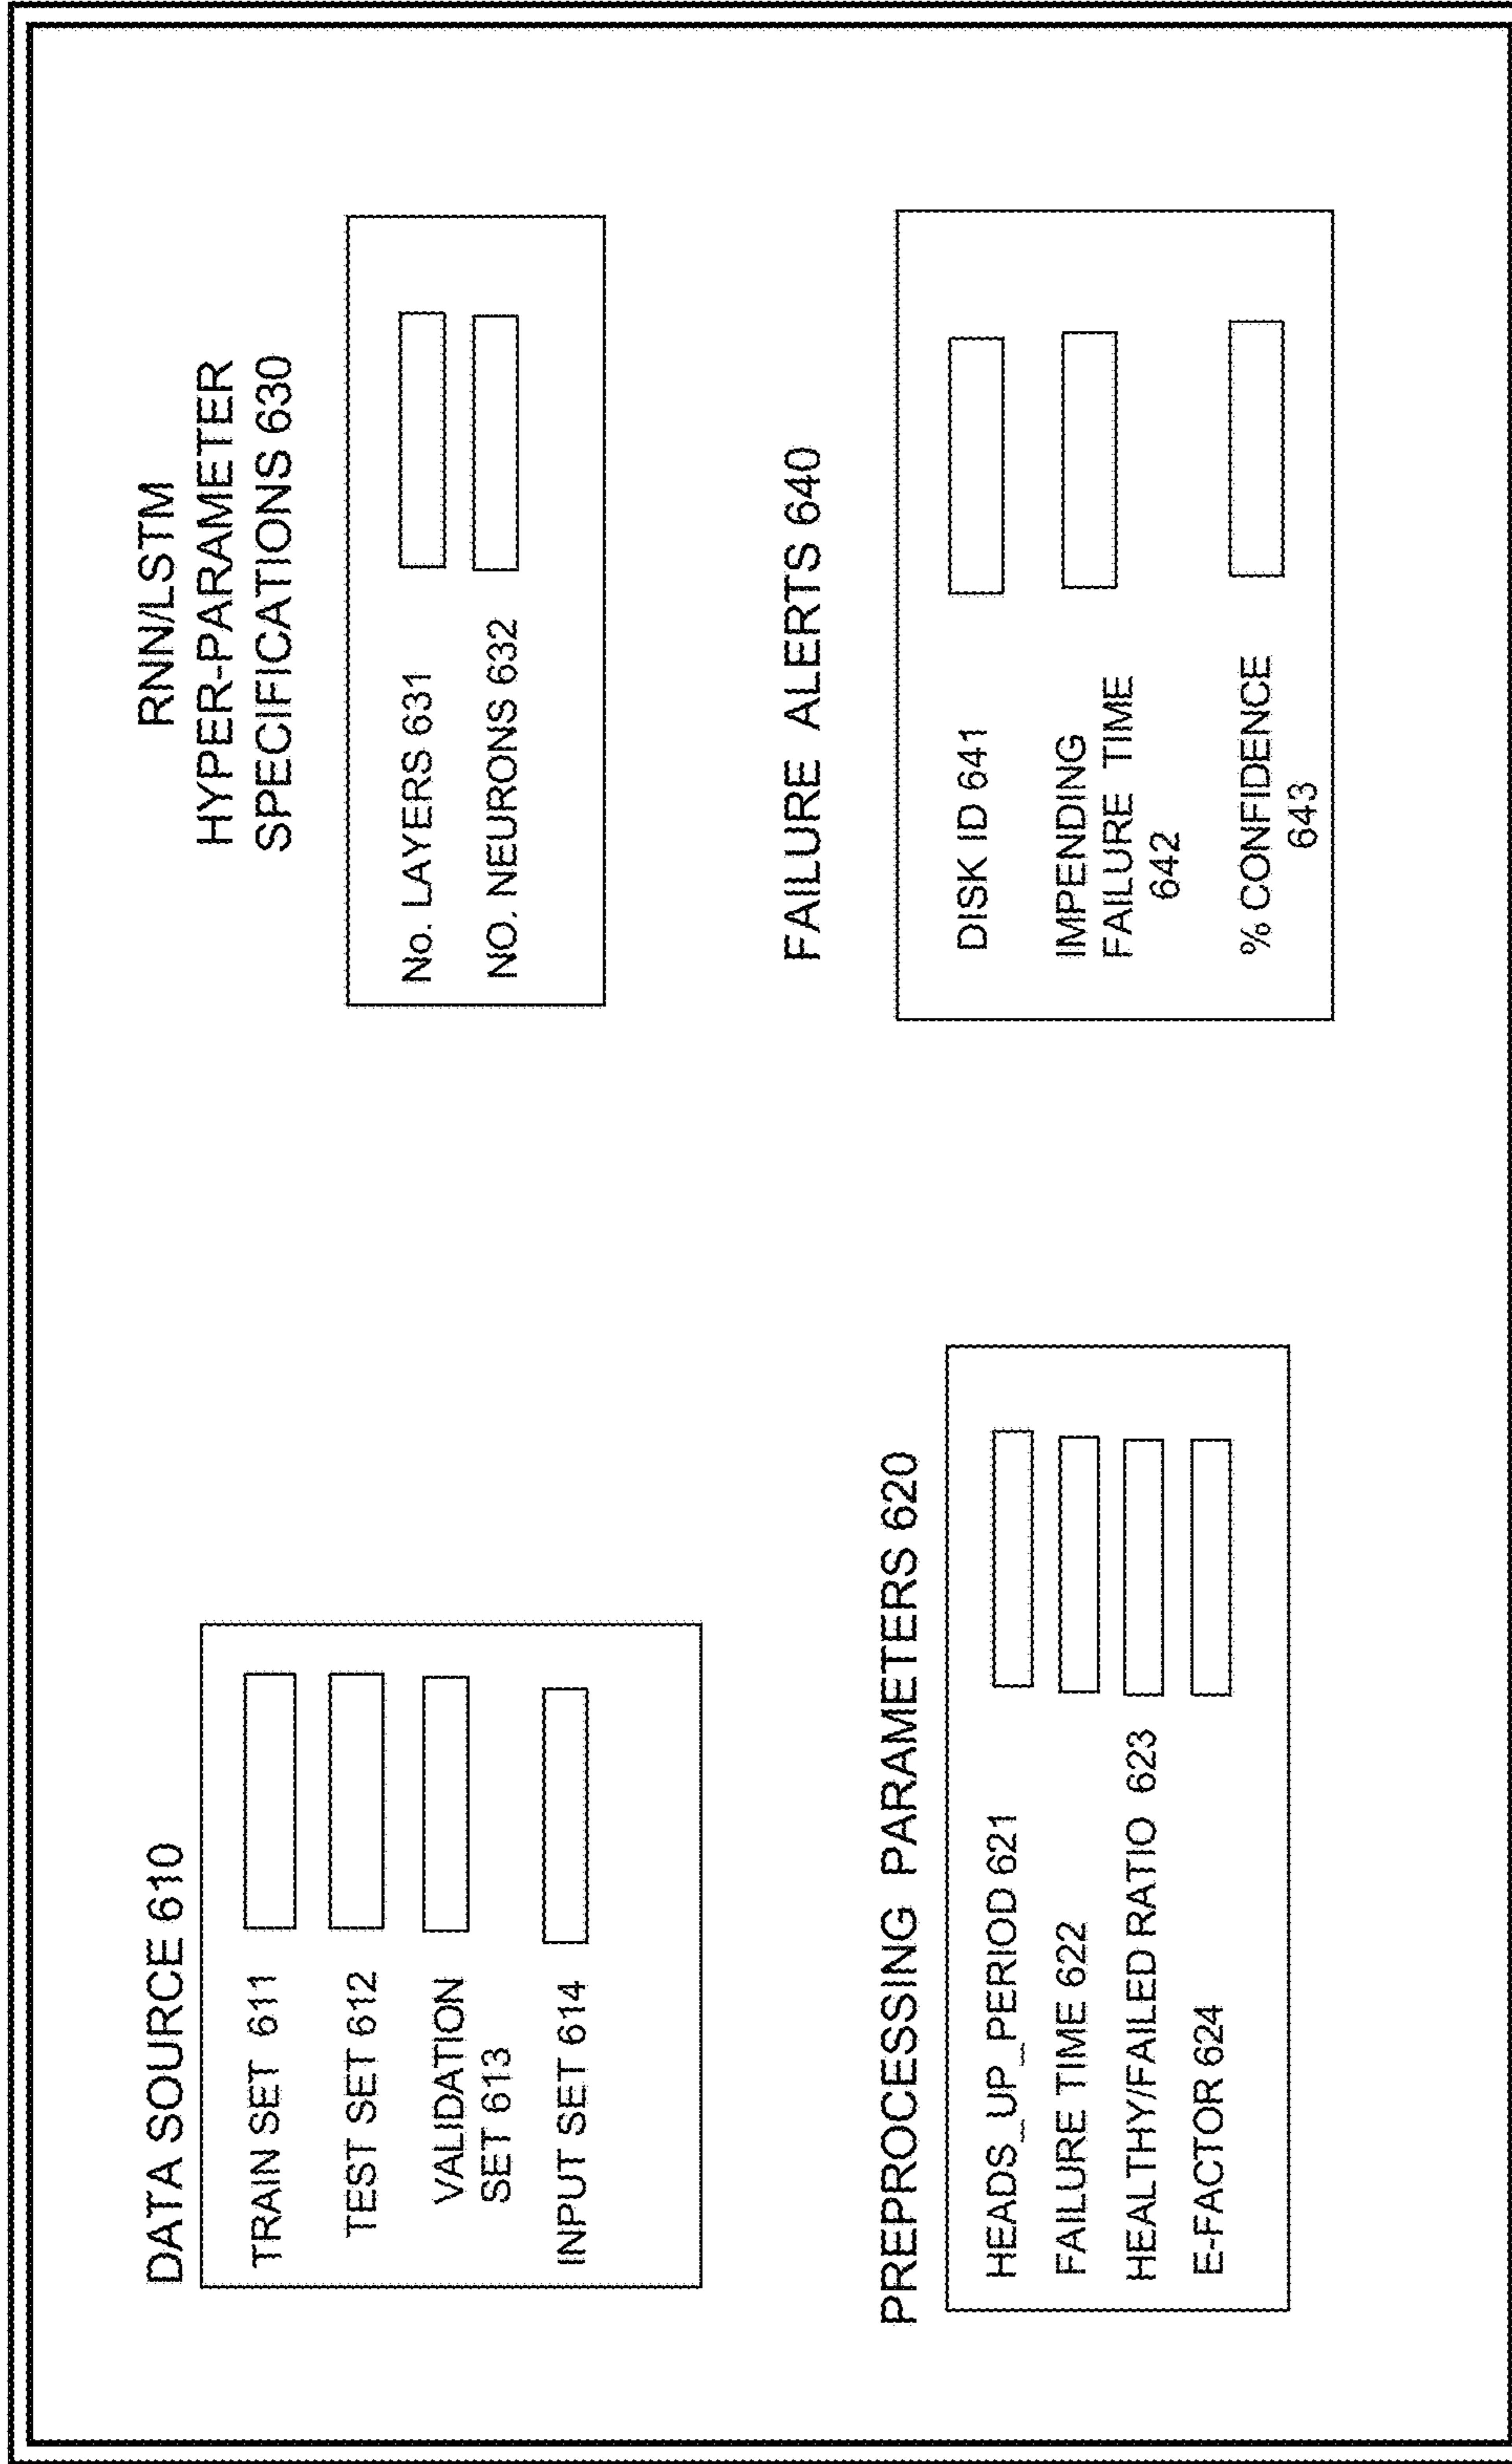 DATA SOURCE 610
TRAIN SET 611
TEST SET 612
VALIDATION
SET 613
INPUT SET 614
RNN/LSTM
HYPER-PARAMETER
SPECIFICATIONS 630
No. LAYERS 631
NO. NEURONS 632
PREPROCESSING PARAMETERS 620
HEADS_UP_PERIOD 621
FAILURE TIME 622
HEALTHY/FAILED RATIO 623
E-FACTOR 624
FAILURE ALERTS 640
DISK ID 641
IMPENDING
FAILURE TIME
642
% CONFIDENCE
643